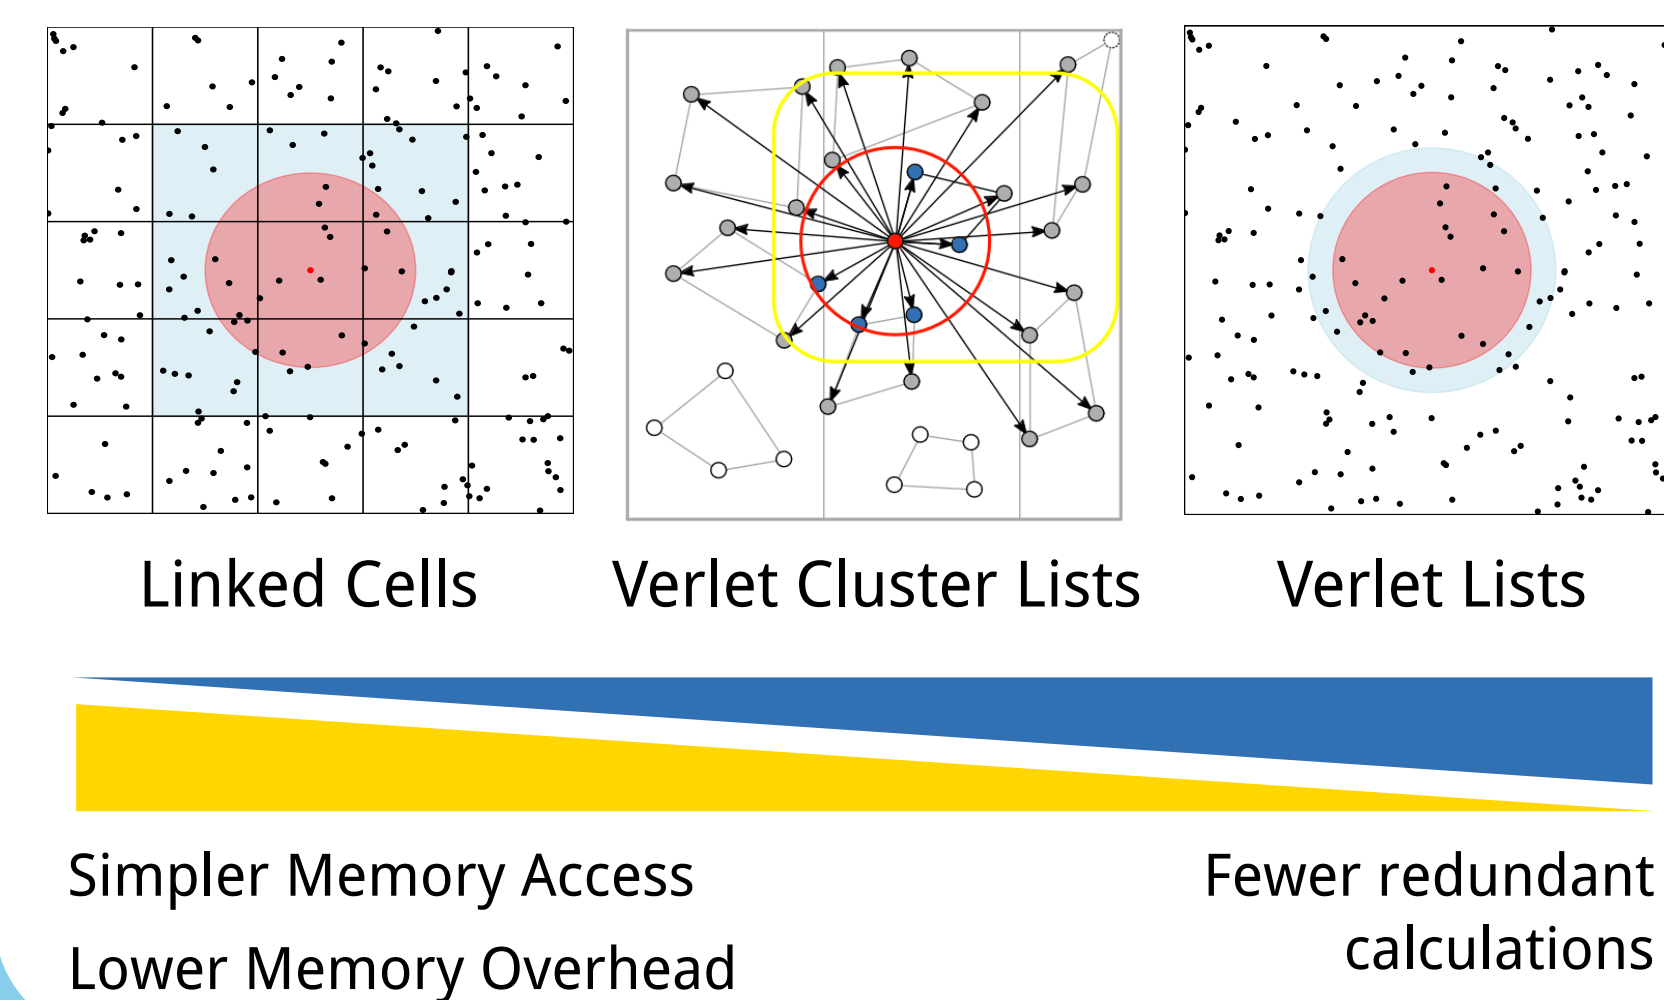 Linked Cells
Verlet Cluster Lists
Verlet Lists
Simpler Memory Access
Lower Memory Overhead
Fewer redundant
calculations